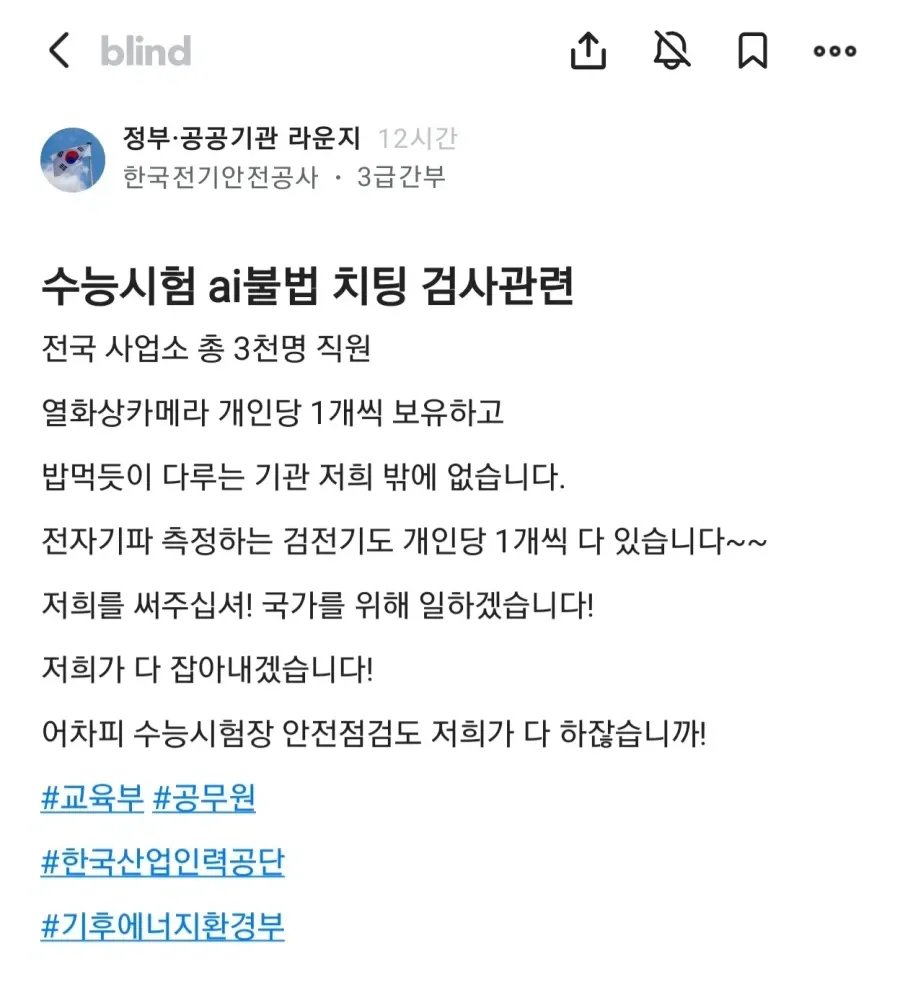 blind
정부·공공기관 라운지 12시간
한국전기안전공사 · 3급간부
수능시험 ai불법 치팅 검사관련
전국 사업소 총 3천명 직원
열화상카메라 개인당 1개씩 보유하고
밥먹듯이 다루는 기관 저희 밖에 없습니다.
전자기파 측정하는 검전기도 개인당 1개씩 다 있습니다~~
저희를 써주십셔! 국가를 위해 일하겠습니다!
저희가 다 잡아내겠습니다!
어차피 수능시험장 안전점검도 저희가 다 하잖습니까!
#교육부 #공무원
#한국산업인력공단
#기후에너지환경부